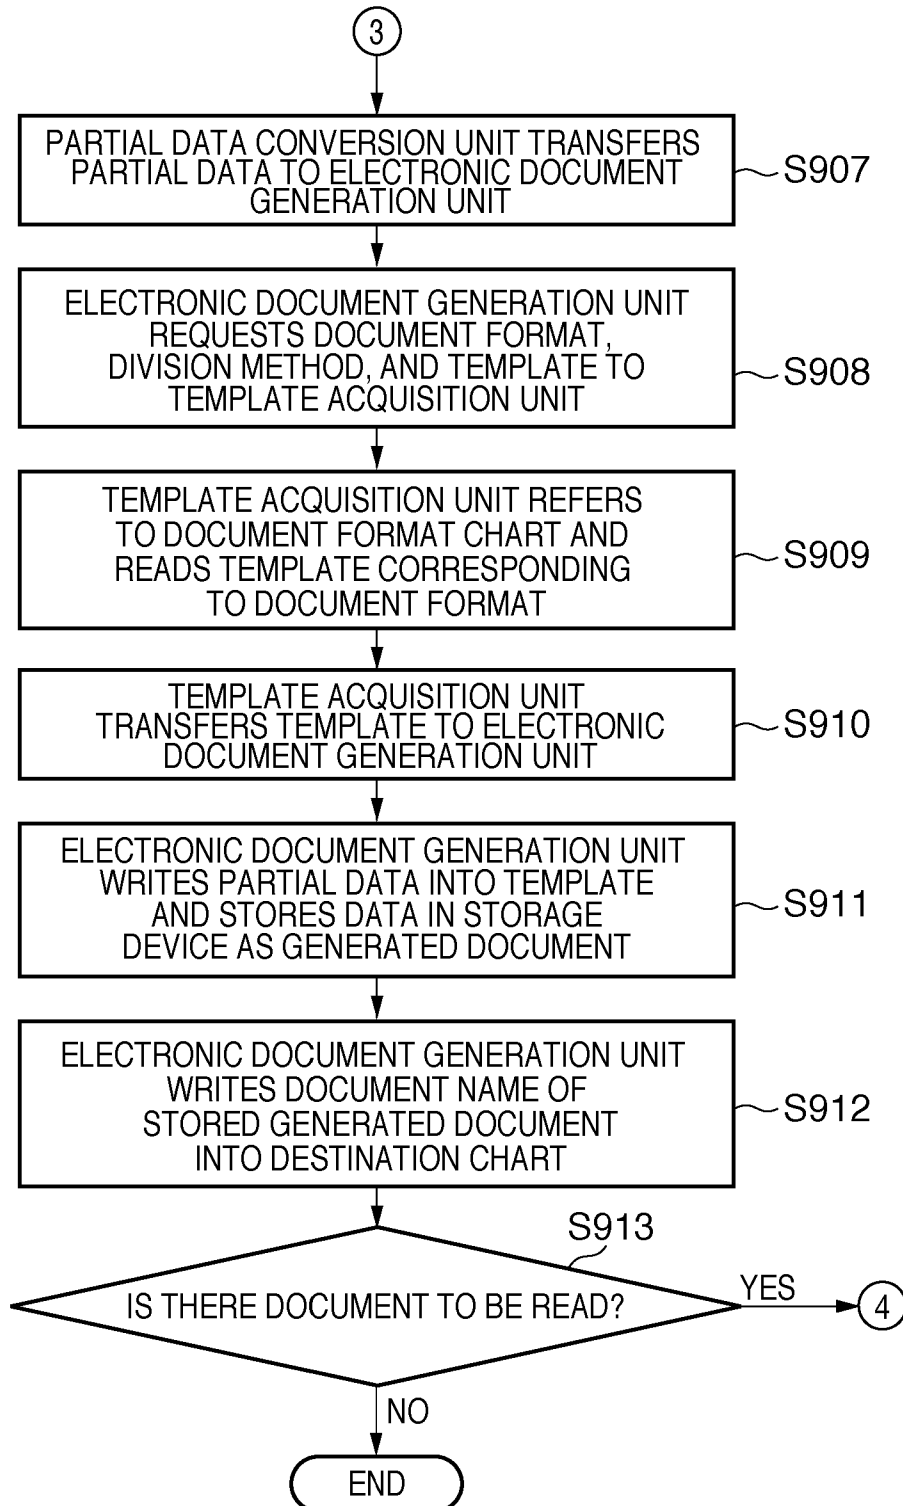 3
PARTIAL DATA CONVERSION UNIT TRANSFERS
PARTIAL DATA TO ELECTRONIC DOCUMENT
GENERATION UNIT
S907
ELECTRONIC DOCUMENT GENERATION UNIT
REQUESTS DOCUMENT FORMAT,
DIVISION METHOD, AND TEMPLATE TO
TEMPLATE ACQUISITION UNIT
S908
TEMPLATE ACQUISITION UNIT REFERS
TO DOCUMENT FORMAT CHART AND
READS TEMPLATE CORRESPONDING
TO DOCUMENT FORMAT
S909
TEMPLATE ACQUISITION UNIT
TRANSFERS TEMPLATE TO ELECTRONIC
DOCUMENT GENERATION UNIT
S910
ELECTRONIC DOCUMENT GENERATION UNIT
WRITES PARTIAL DATA INTO TEMPLATE
AND STORES DATA IN STORAGE
DEVICE AS GENERATED DOCUMENT
S911
ELECTRONIC DOCUMENT GENERATION UNIT
WRITES DOCUMENT NAME OF
STORED GENERATED DOCUMENT
INTO DESTINATION CHART
S912
S913
IS THERE DOCUMENT TO BE READ?
YES
4
NO
END